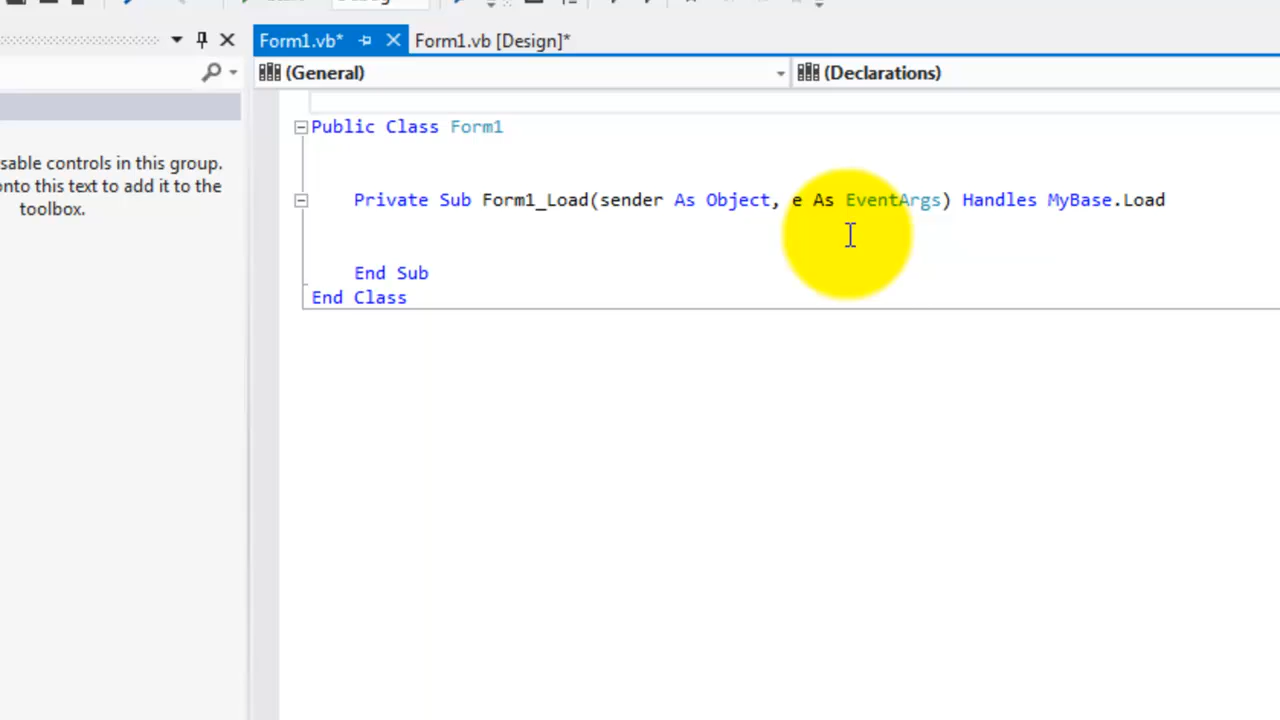 Form1.vb*
Form1.vb [Design]*
(General)
(Declarations)
Public Class Form1
sable controls in this group.
onto this text to add it to the
toolbox.
Private Sub Form1_Load(sender As Object, e As EventArgs) Handles MyBase.Load
End Sub
End Class